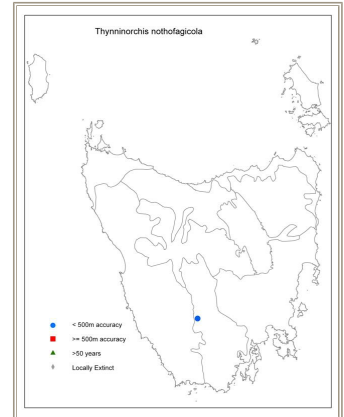 Thynninorchis nothofagicola
< 500m accuracy
>= 500m accuracy
>50 years
Locally Extinct